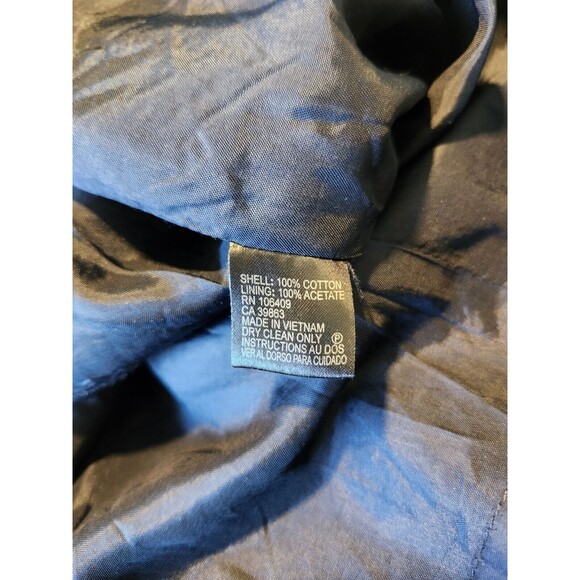 SHELL: 100% COTTON
LINING: 100% ACETATE
RN 106409
CA 39863
MADE IN VIETNAM
DRY CLEAN ONLY Ⓟ
INSTRUCTIONS AU DOS
VER AL DORSO PARA CUIDADO